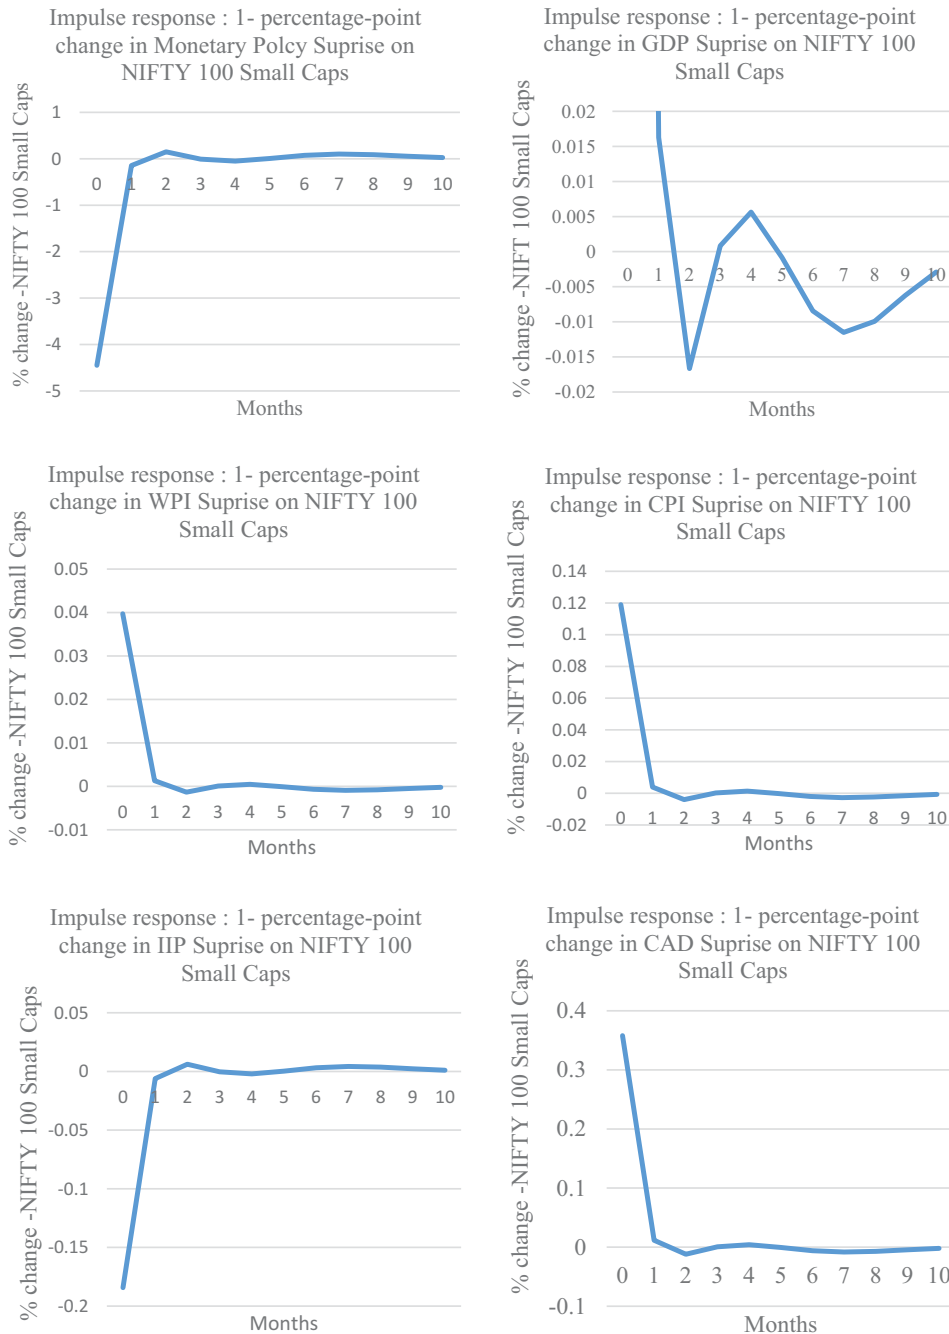 Impulse response : 1- percentage-point
change in Monetary Polcy Suprise on
NIFTY 100 Small Caps
% change -NIFTY 100 Small Caps
1
0
-1
-2
-3
-4
-5
0 1 2 3 4 5 6 7 8 9 10
Months
Impulse response : 1- percentage-point
change in GDP Suprise on NIFTY 100
Small Caps
% change -NIFT 100 Small Caps
0.02
0.015
0.01
0.005
0
-0.005
-0.01
-0.015
-0.02
0 1 2 3 4 5 6 7 8 9 10
Months
Impulse response : 1- percentage-point
change in WPI Suprise on NIFTY 100
Small Caps
% change -NIFTY 100 Small Caps
0.05
0.04
0.03
0.02
0.01
0
-0.01
0 1 2 3 4 5 6 7 8 9 10
Months
Impulse response : 1- percentage-point
change in CPI Suprise on NIFTY 100
Small Caps
% change -NIFTY 100 Small Caps
0.14
0.12
0.1
0.08
0.06
0.04
0.02
0
-0.02
0 1 2 3 4 5 6 7 8 9 10
Months
Impulse response : 1- percentage-point
change in IIP Suprise on NIFTY 100
Small Caps
% change -NIFTY 100 Small Caps
0.05
0
-0.05
-0.1
-0.15
-0.2
0 1 2 3 4 5 6 7 8 9 10
Months
Impulse response : 1- percentage-point
change in CAD Suprise on NIFTY 100
Small Caps
% change -NIFTY 100 Small Caps
0.4
0.3
0.2
0.1
0
-0.1
0 1 2 3 4 5 6 7 8 9 10
Months